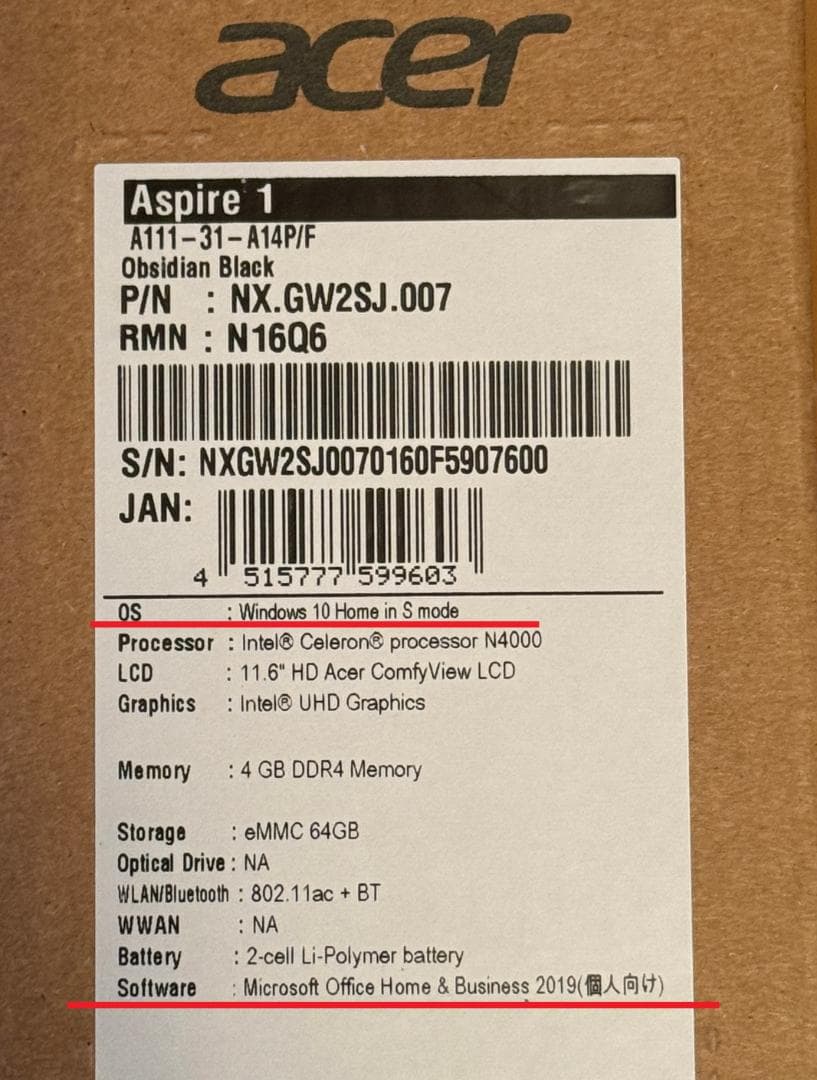 acer
Aspire 1
A111-31-A14P/F
Obsidian Black
P/N : NX.GW2SJ.007
RMN : N16Q6
S/N: NXGW2SJ0070160F5907600
JAN:
4 515777 599603
OS : Windows 10 Home in S mode
Processor : Intel® Celeron® processor N4000
LCD : 11.6" HD Acer ComfyView LCD
Graphics : Intel® UHD Graphics
Memory : 4 GB DDR4 Memory
Storage : eMMC 64GB
Optical Drive : NA
WLAN/Bluetooth : 802.11ac + BT
WWAN : NA
Battery : 2-cell Li-Polymer battery
Software : Microsoft Office Home & Business 2019(個人向け)